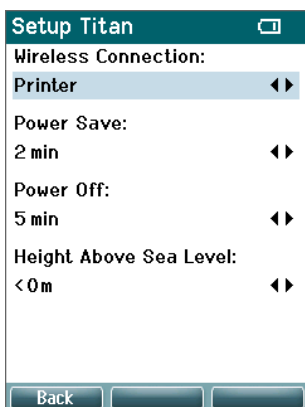 Setup Titan
Wireless Connection:
Printer
Power Save:
2 min
Power Off:
5 min
Height Above Sea Level:
<0m
Back